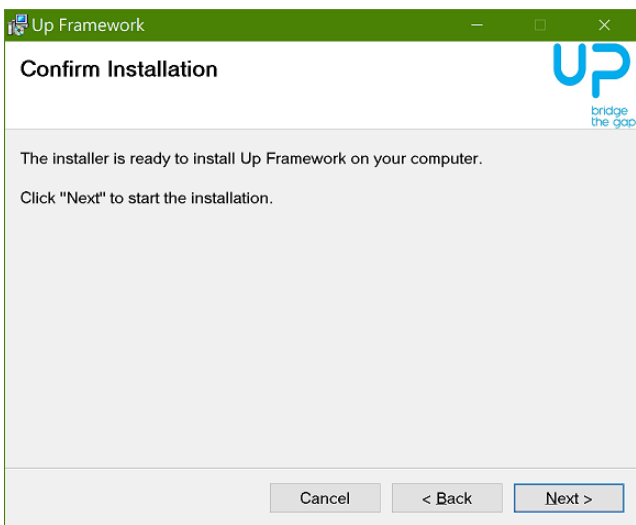 Up Framework
Confirm Installation
UP
bridge
the gap
The installer is ready to install Up Framework on your computer.
Click "Next" to start the installation.
Cancel
< Back
Next >